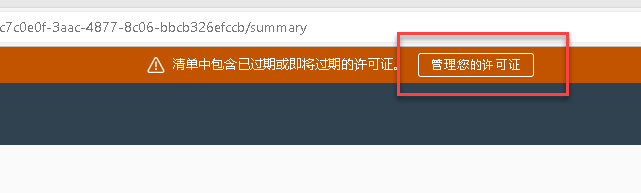 c7c0e0f-3aac-4877-8c06-bbcb326efccb/summary
清单中包含已过期或即将过期的许可证。 管理您的许可证